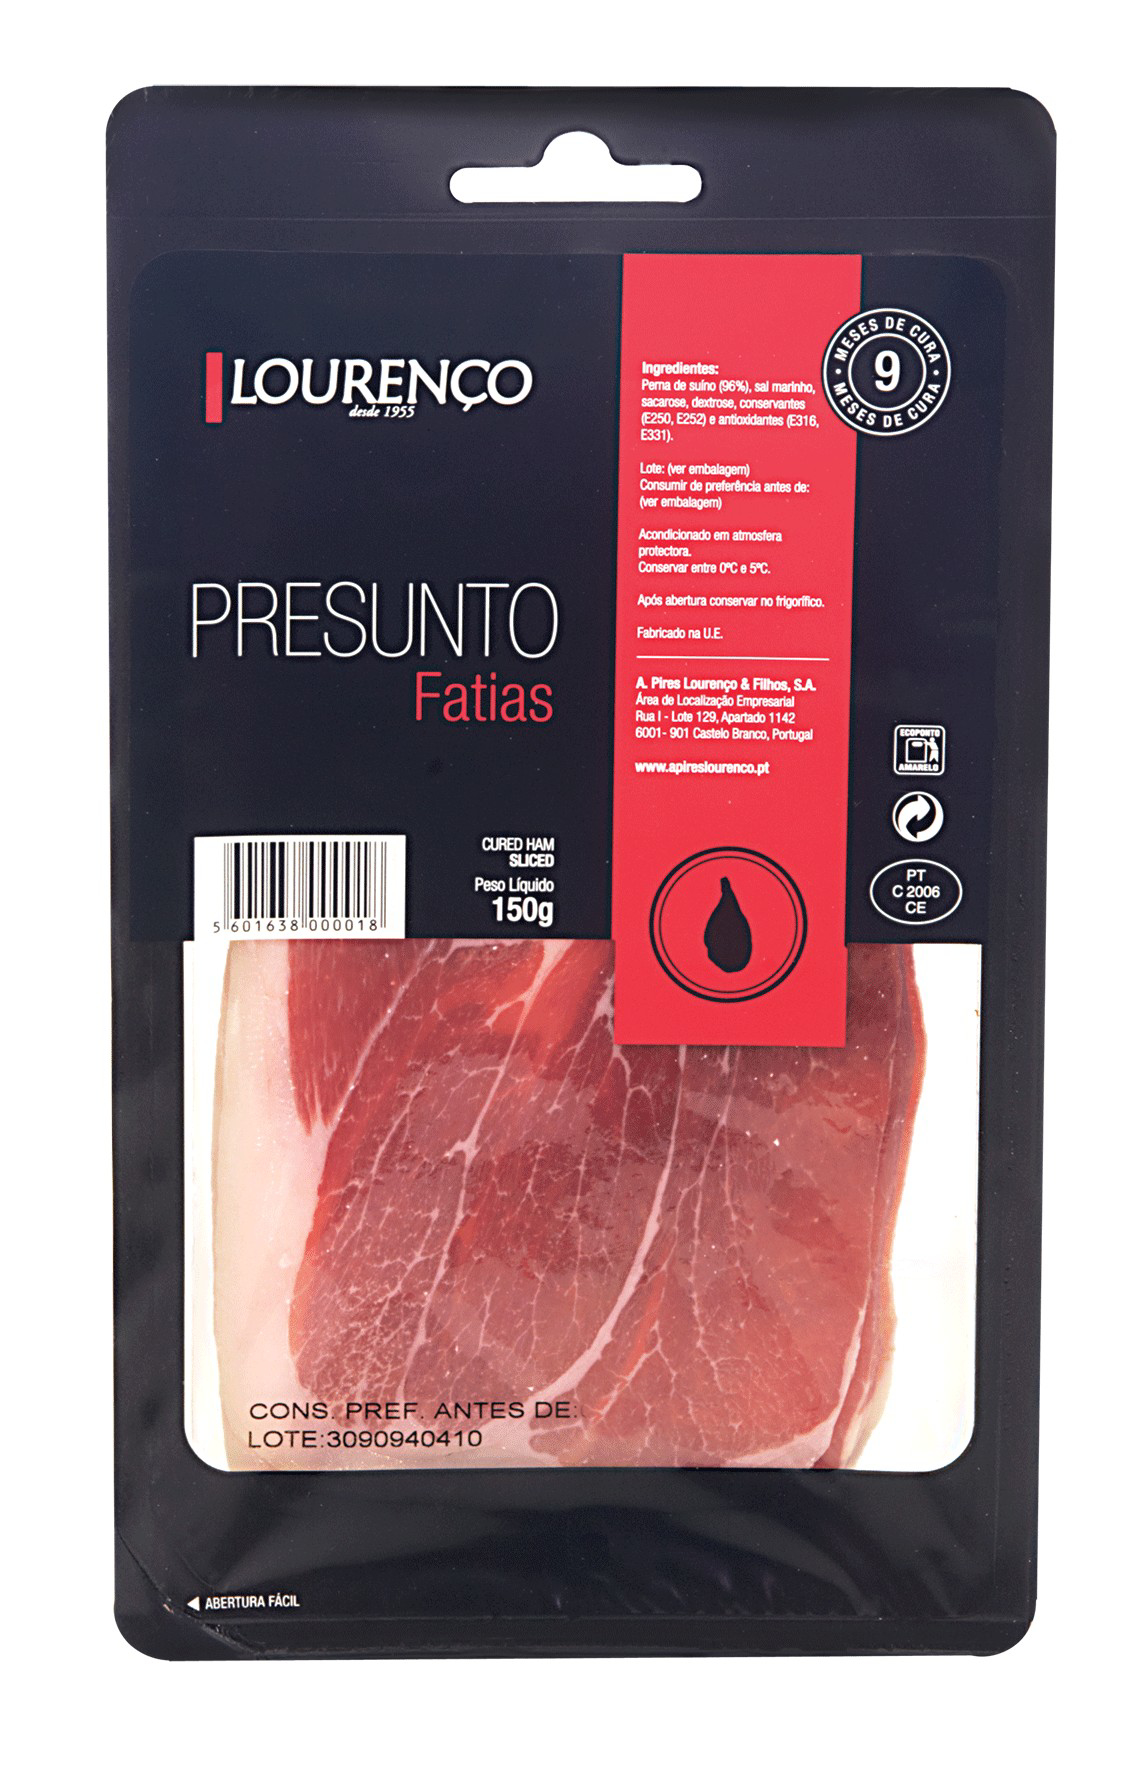 LOURENÇO
desde 1955
PRESUNTO
Fatias
CURED HAM
SLICED
Peso Líquido
150g
5 601638 000018
Ingredientes:
Perna de suíno (96%), sal marinho,
sacarose, dextrose, conservantes
(E250, E252) e antioxidantes (E316,
E331).
Lote: (ver embalagem)
Consumir de preferência antes de:
(ver embalagem)
Acondicionado em atmosfera
protectora.
Conservar entre 0ºC e 5ºC.
Após abertura conservar no frigorífico.
Fabricado na U.E.
A. Pires Lourenço & Filhos, S.A.
Área de Localização Empresarial
Rua I - Lote 129, Apartado 1142
6001- 901 Castelo Branco, Portugal
www.apireslourenco.pt
MESES DE CURA
9
MESES DE CURA
ECOPONTO
AMARELO
PT
C 2006
CE
CONS. PREF. ANTES DE:
LOTE:3090940410
ABERTURA FÁCIL